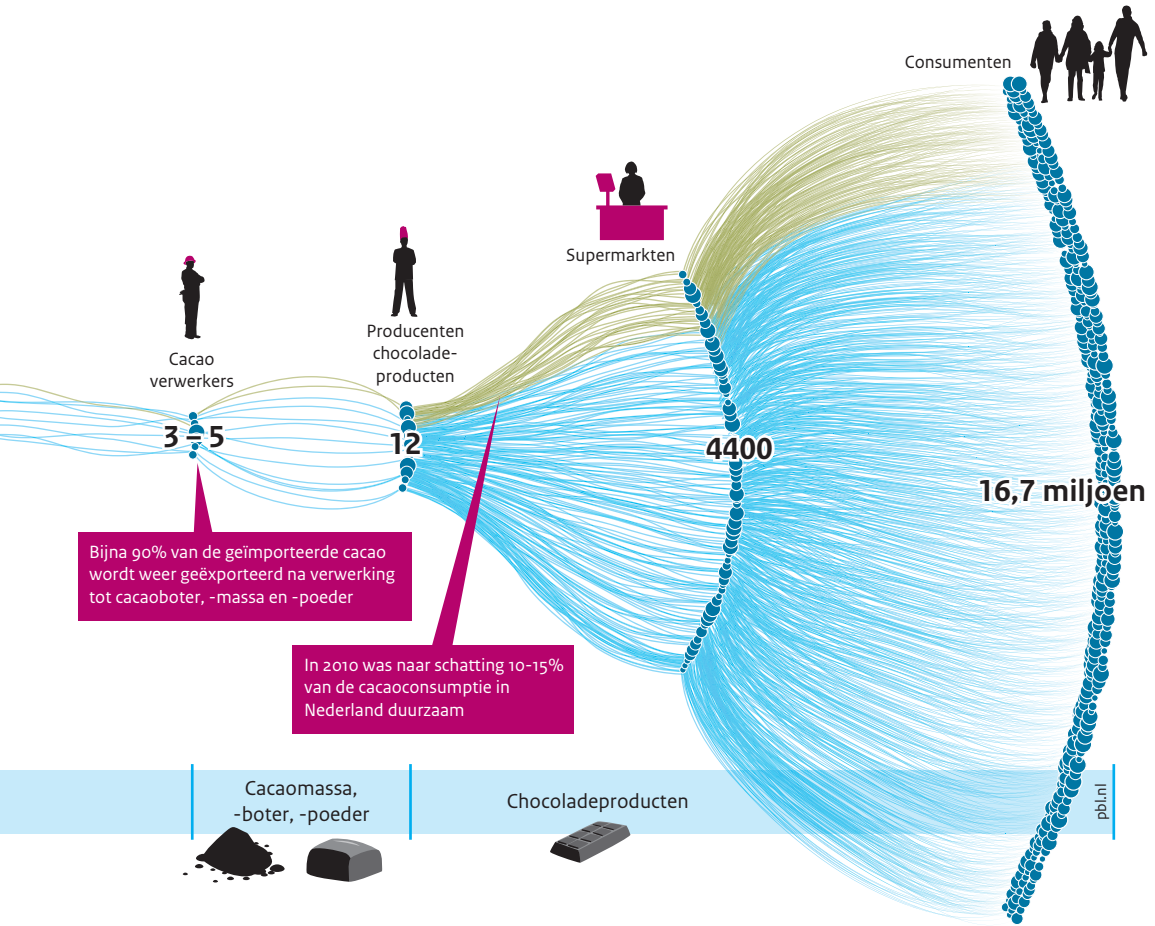 Consumenten
Supermarkten
Producenten
chocolade-
producten
Cacao
verwerkers
3 – 5
12
4400
16,7 miljoen
Bijna 90% van de geïmporteerde cacao
wordt weer geëxporteerd na verwerking
tot cacaoboter, -massa en -poeder
In 2010 was naar schatting 10-15%
van de cacaoconsumptie in
Nederland duurzaam
Cacaomassa,
-boter, -poeder
Chocoladeproducten
pbl.nl